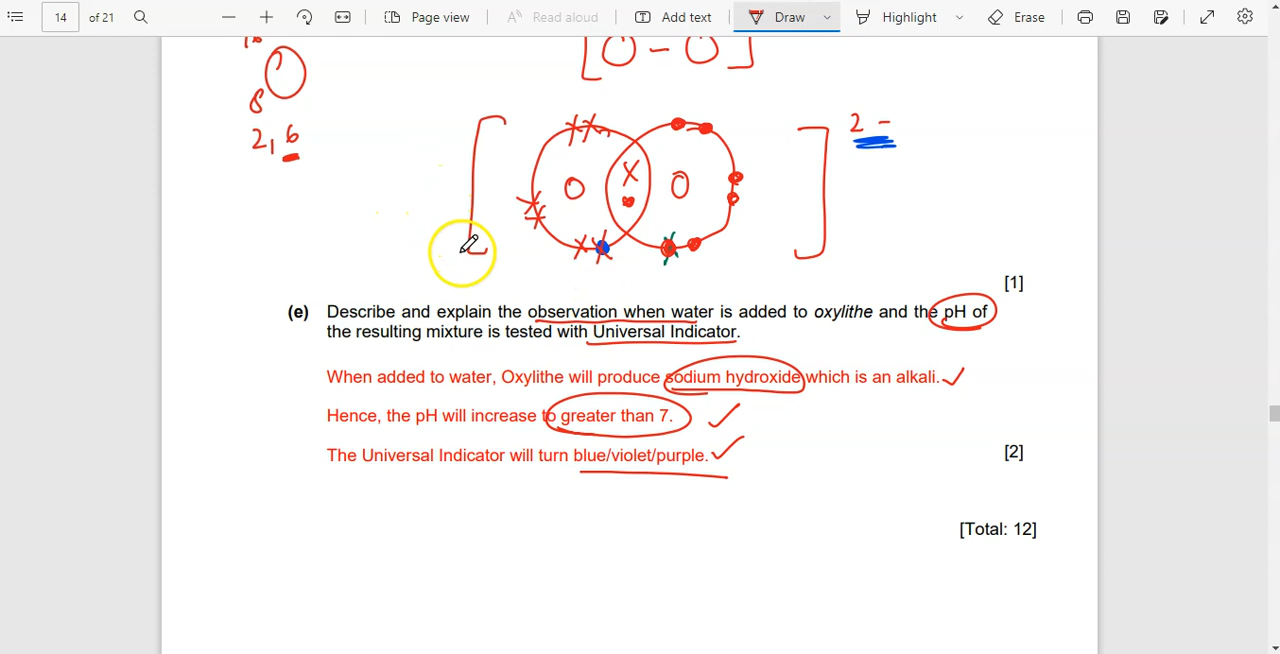 14 of 21 Page view Read aloud Add text Draw Highlight Erase
[O - O]
8
2,6
[ O O ] 2-
[1]
(e) Describe and explain the observation when water is added to oxylithe and the pH of
the resulting mixture is tested with Universal Indicator.
When added to water, Oxylithe will produce sodium hydroxide which is an alkali.
Hence, the pH will increase to greater than 7.
The Universal Indicator will turn blue/violet/purple.
[2]
[Total: 12]